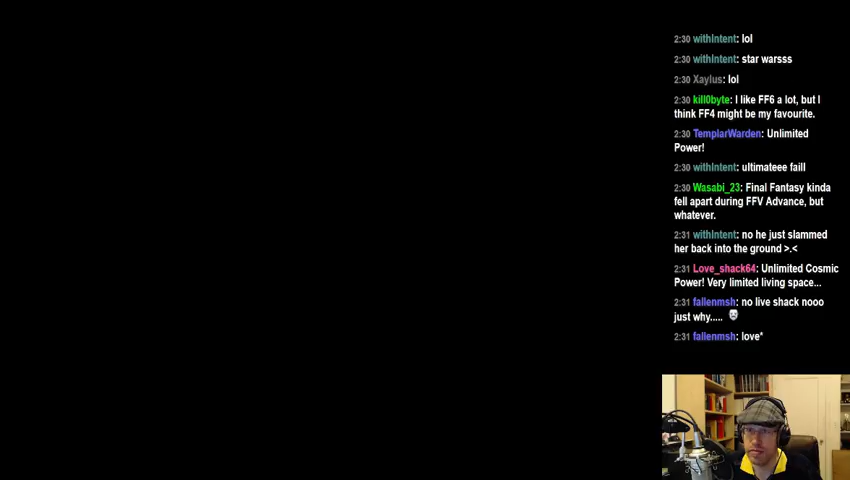 2:30 withIntent: lol
2:30 withIntent: star warsss
2:30 Xaylus: lol
2:30 kill0byte: I like FF6 a lot, but I
think FF4 might be my favourite.
2:30 TemplarWarden: Unlimited
Power!
2:30 withIntent: ultimateee faill
2:30 Wasabi_23: Final Fantasy kinda
fell apart during FFV Advance, but
whatever.
2:31 withIntent: no he just slammed
her back into the ground >.<
2:31 Love_shack64: Unlimited Cosmic
Power! Very limited living space...
2:31 fallenmsh: no live shack nooo
just why.....
2:31 fallenmsh: love*